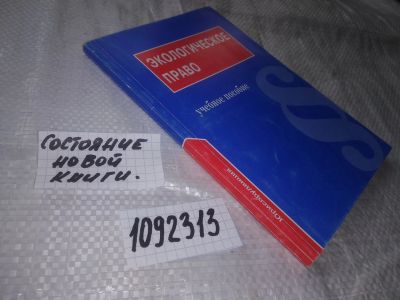 ЭКОЛОГИЧЕСКОЕ
ПРАВО
учебное пособие
СОСТОЯНИЕ
НОВОЙ
КНИГИ.
1092313